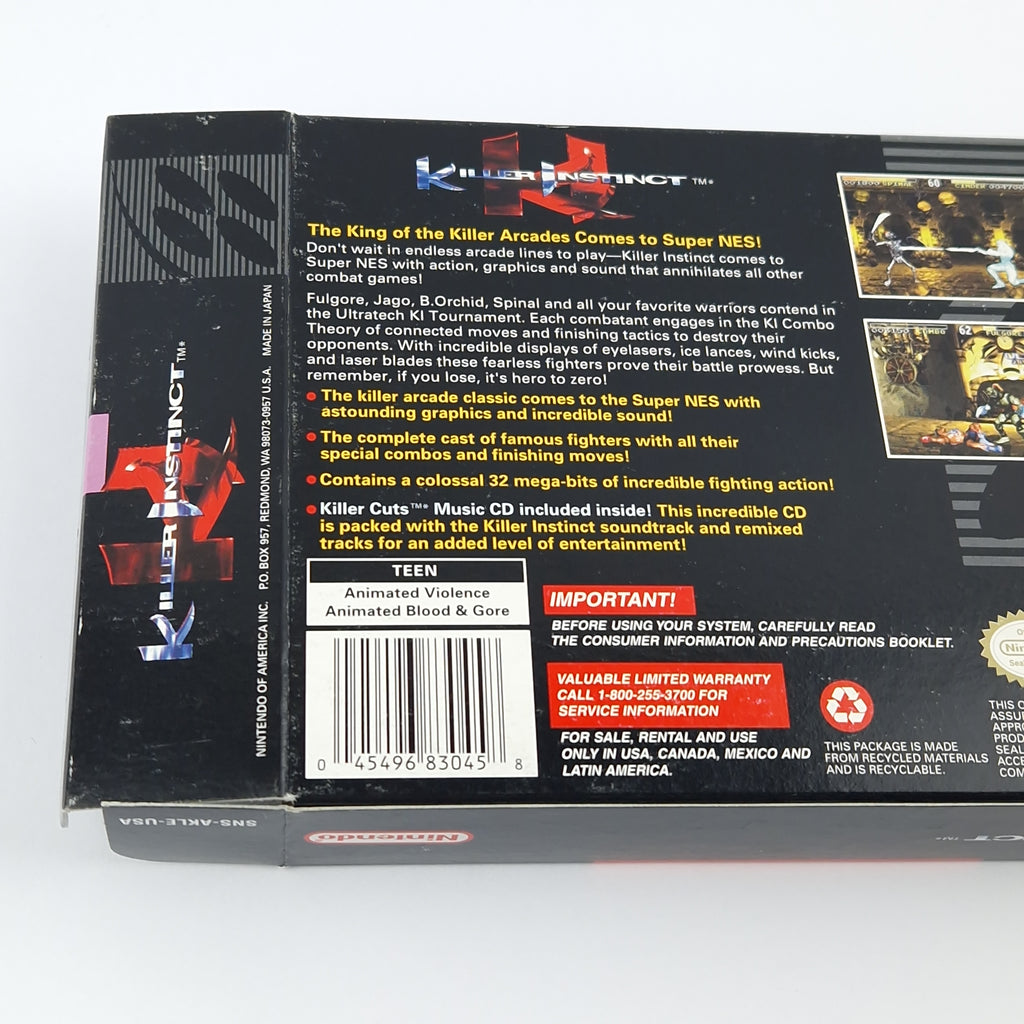 KILLER INSTINCT™*
The King of the Killer Arcades Comes to Super NES!
Don't wait in endless arcade lines to play—Killer Instinct comes to
Super NES with action, graphics and sound that annihilates all other
combat games!
Fulgore, Jago, B.Orchid, Spinal and all your favorite warriors contend in
the Ultratech KI Tournament. Each combatant engages in the KI Combo
Theory of connected moves and finishing tactics to destroy their
opponents. With incredible displays of eyelasers, ice lances, wind kicks,
and laser blades these fearless fighters prove their battle prowess. But
remember, if you lose, it's hero to zero!
• The killer arcade classic comes to the Super NES with
astounding graphics and incredible sound!
• The complete cast of famous fighters with all their
special combos and finishing moves!
• Contains a colossal 32 mega-bits of incredible fighting action!
• Killer Cuts™* Music CD included inside! This incredible CD
is packed with the Killer Instinct soundtrack and remixed
tracks for an added level of entertainment!
TEEN
Animated Violence
Animated Blood & Gore
0 45496 83045 8
IMPORTANT!
BEFORE USING YOUR SYSTEM, CAREFULLY READ
THE CONSUMER INFORMATION AND PRECAUTIONS BOOKLET.
VALUABLE LIMITED WARRANTY
CALL 1-800-255-3700 FOR
SERVICE INFORMATION
FOR SALE, RENTAL AND USE
ONLY IN USA, CANADA, MEXICO AND
LATIN AMERICA.
THIS PACKAGE IS MADE
FROM RECYCLED MATERIALS
AND IS RECYCLABLE.
KILLER INSTINCT™*
NINTENDO OF AMERICA INC. P.O. BOX 957, REDMOND, WA 98073-0957 U.S.A. MADE IN JAPAN
SNS-AKLE-USA
Nintendo
SPINAL 60 CINDER
COMBO 62 FULGORE